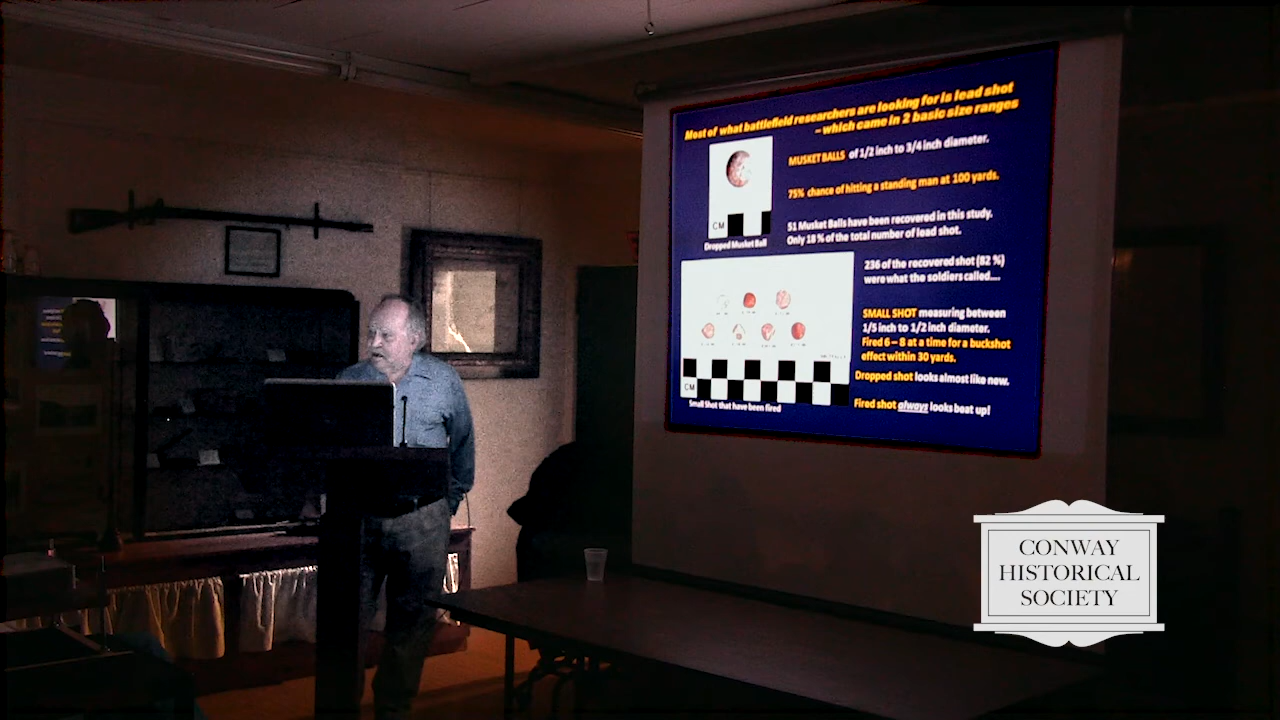 Most of what battlefield researchers are looking for is lead shot
– which came in 2 basic size ranges
MUSKET BALLS of 1/2 inch to 3/4 inch diameter.
75% chance of hitting a standing man at 100 yards.
CM
Dropped Musket Ball
51 Musket Balls have been recovered in this study.
Only 18 % of the total number of lead shot.
236 of the recovered shot (82 %)
were what the soldiers called....
SMALL SHOT measuring between
1/5 inch to 1/2 inch diameter.
Fired 6 – 8 at a time for a buckshot
effect within 30 yards.
Dropped shot looks almost like new.
Fired shot always looks beat up!
CM
Small Shot that have been fired
CONWAY
HISTORICAL
SOCIETY